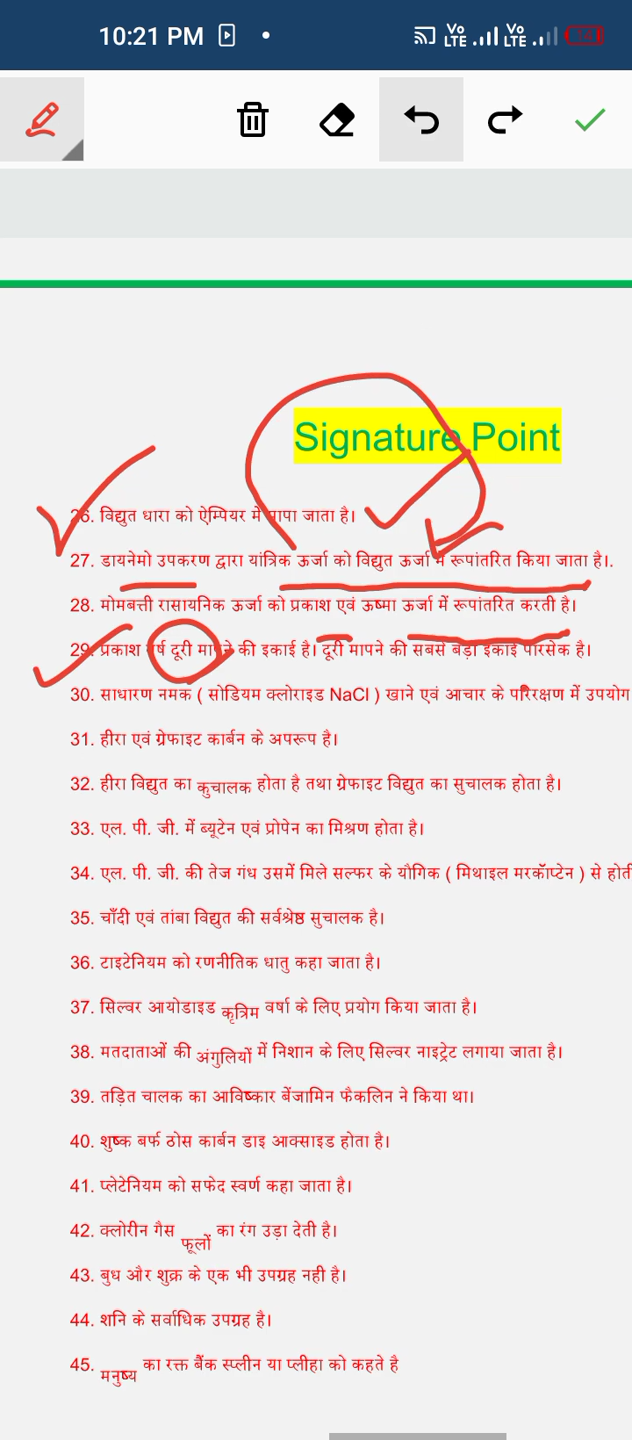 10:21 PM
Vo LTE Vo LTE
Signature Point
26. विद्युत धारा को ऐम्पियर में मापा जाता है।
27. डायनेमो उपकरण द्वारा यांत्रिक ऊर्जा को विद्युत ऊर्जा में रूपांतरित किया जाता है।.
28. मोमबत्ती रासायनिक ऊर्जा को प्रकाश एवं ऊष्मा ऊर्जा में रूपांतरित करती है।
29. प्रकाश वर्ष दूरी मापने की इकाई है। दूरी मापने की सबसे बड़ी इकाई पारसेक है।
30. साधारण नमक ( सोडियम क्लोराइड NaCl ) खाने एवं आचार के परिरक्षण में उपयोग
31. हीरा एवं ग्रेफाइट कार्बन के अपरूप है।
32. हीरा विद्युत का कुचालक होता है तथा ग्रेफाइट विद्युत का सुचालक होता है।
33. एल. पी. जी. में ब्यूटेन एवं प्रोपेन का मिश्रण होता है।
34. एल. पी. जी. की तेज गंध उसमें मिले सल्फर के यौगिक ( मिथाइल मरकॅाप्टेन ) से होती
35. चाँदी एवं तांबा विद्युत की सर्वश्रेष्ठ सुचालक है।
36. टाइटेनियम को रणनीतिक धातु कहा जाता है।
37. सिल्वर आयोडाइड कृत्रिम वर्षा के लिए प्रयोग किया जाता है।
38. मतदाताओं की अंगुलियों में निशान के लिए सिल्वर नाइट्रेट लगाया जाता है।
39. तड़ित चालक का आविष्कार बेंजामिन फैकलिन ने किया था।
40. शुष्क बर्फ ठोस कार्बन डाइ आक्साइड होता है।
41. प्लेटेनियम को सफेद स्वर्ण कहा जाता है।
42. क्लोरीन गैस फूलों का रंग उड़ा देती है।
43. बुध और शुक्र के एक भी उपग्रह नही है।
44. शनि के सर्वाधिक उपग्रह है।
45. मनुष्य का रक्त बैंक स्प्लीन या प्लीहा को कहते है